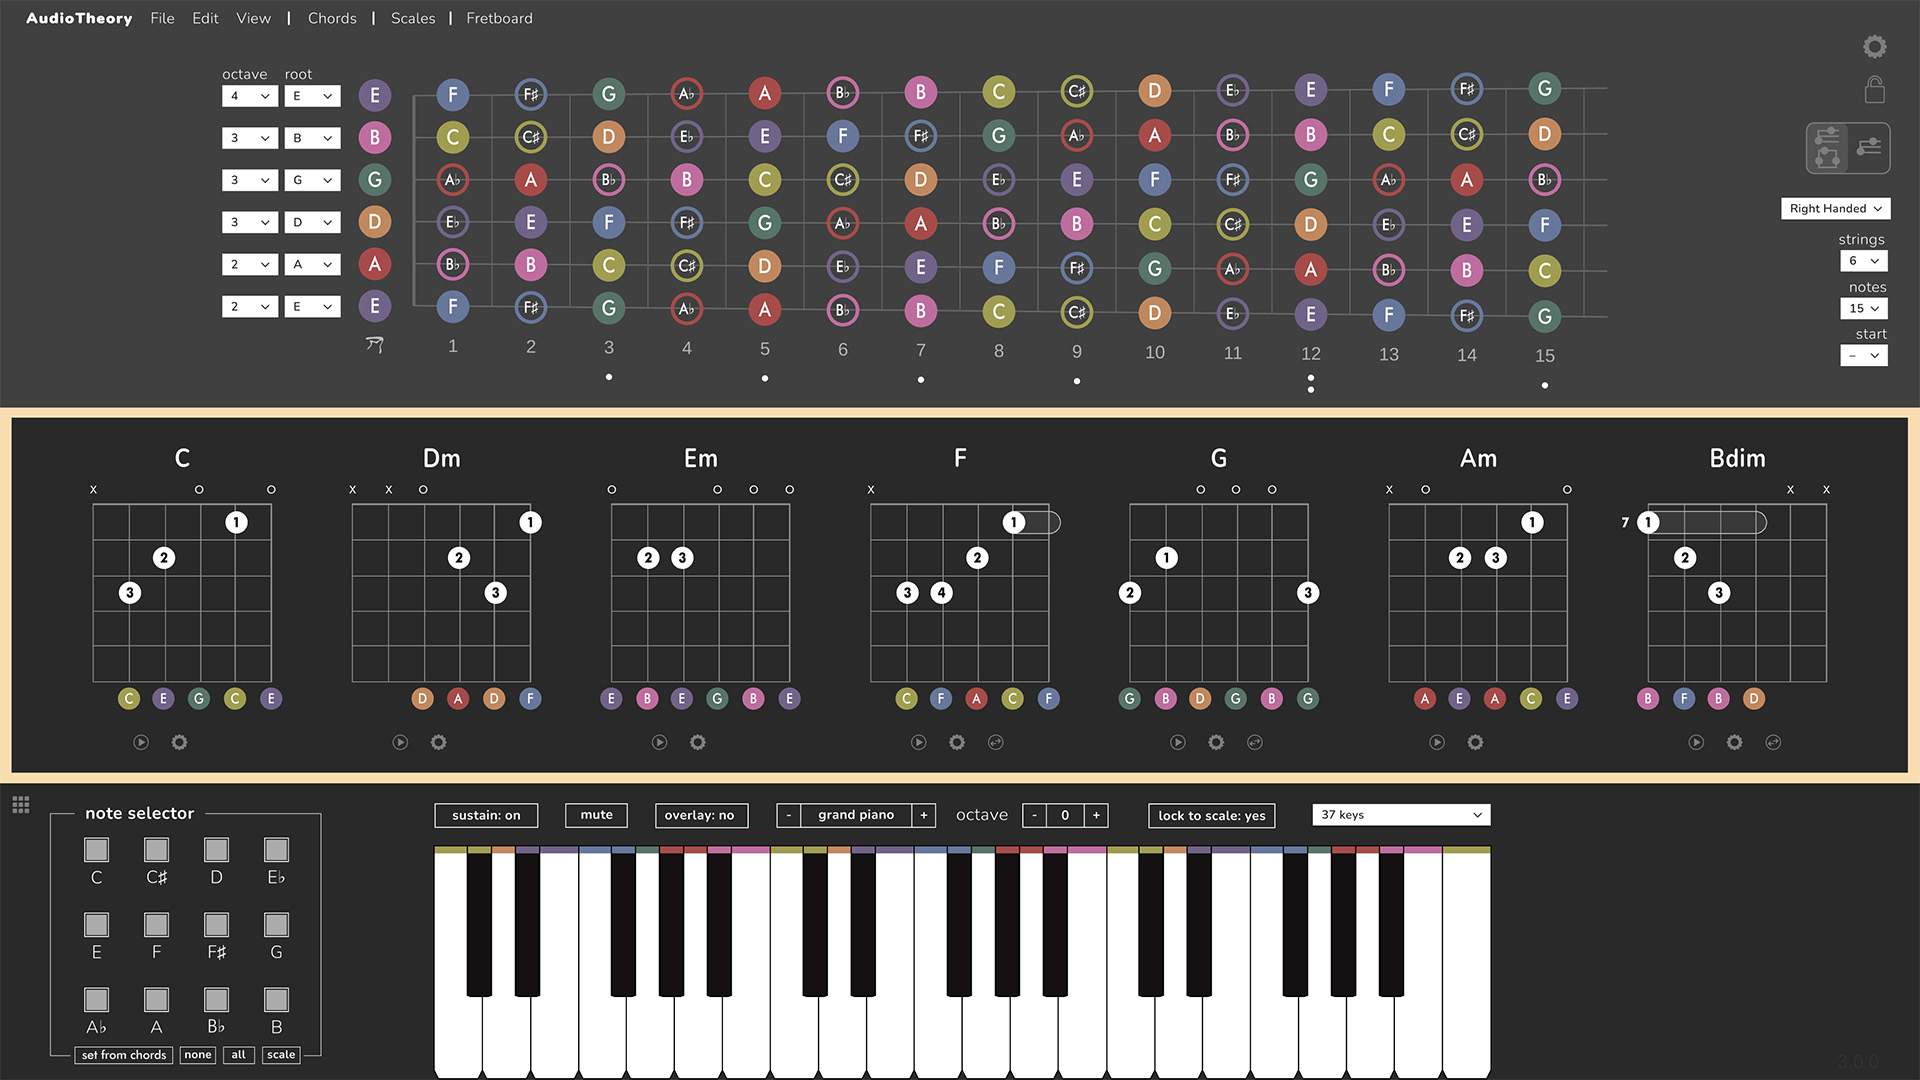 AudioTheory File Edit View | Chords | Scales | Fretboard
octave root
4 E E F F♯ G A♭ A B♭ B C C♯ D E♭ E F F♯ G
3 B B C C♯ D E♭ E F F♯ G A♭ A B♭ B C C♯ D
3 G G A♭ A B♭ B C C♯ D E♭ E F F♯ G A♭ A B♭
3 D D E♭ E F F♯ G A♭ A B♭ B C C♯ D E♭ E F
2 A A B♭ B C C♯ D E♭ E F F♯ G A♭ A B♭ B C
2 E E F F♯ G A♭ A B♭ B C C♯ D E♭ E F F♯ G
1 2 3 4 5 6 7 8 9 10 11 12 13 14 15
Right Handed
strings
6
notes
15
start
–
C Dm Em F G Am Bdim
x o o x x o o o o o x o o o x o o x x
1 1 1 1 7 1
2 2 2 3 2 1 2 3 2
3 3 3 4 2 3 3
C E G C E D A D F E B E G B E C F A C F G B D G B G A E A C E B F B D
note selector
C C♯ D E♭
E F F♯ G
A♭ A B♭ B
set from chords none all scale
sustain: on mute overlay: no - grand piano + octave - 0 + lock to scale: yes 37 keys
3.0.0